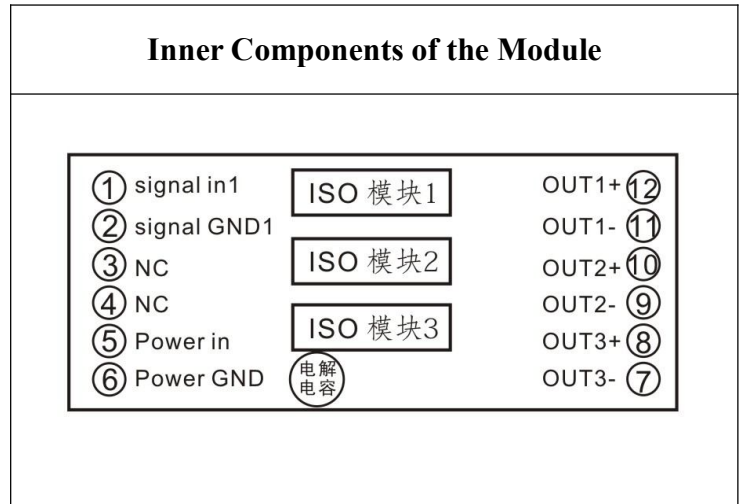 Inner Components of the Module
① signal in1
② signal GND1
③ NC
④ NC
⑤ Power in
⑥ Power GND
ISO 模块1
ISO 模块2
ISO 模块3
电解
电容
OUT1+ ⑫
OUT1- ⑪
OUT2+ ⑩
OUT2- ⑨
OUT3+ ⑧
OUT3- ⑦